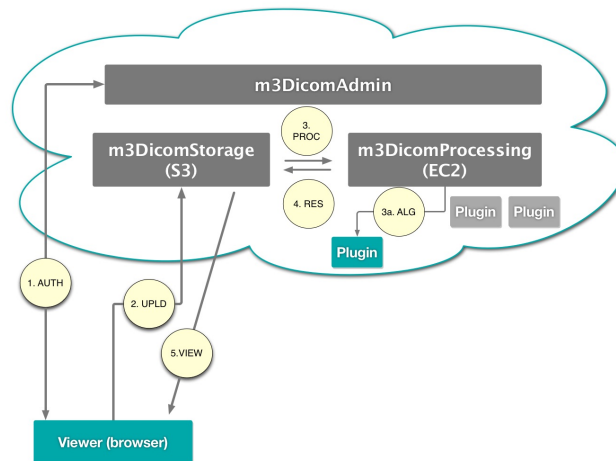 m3DicomAdmin
3.
PROC
m3DicomStorage
(S3)
m3DicomProcessing
(EC2)
4. RES
3a. ALG
Plugin
Plugin
Plugin
1. AUTH
2. UPLD
5.VIEW
Viewer (browser)